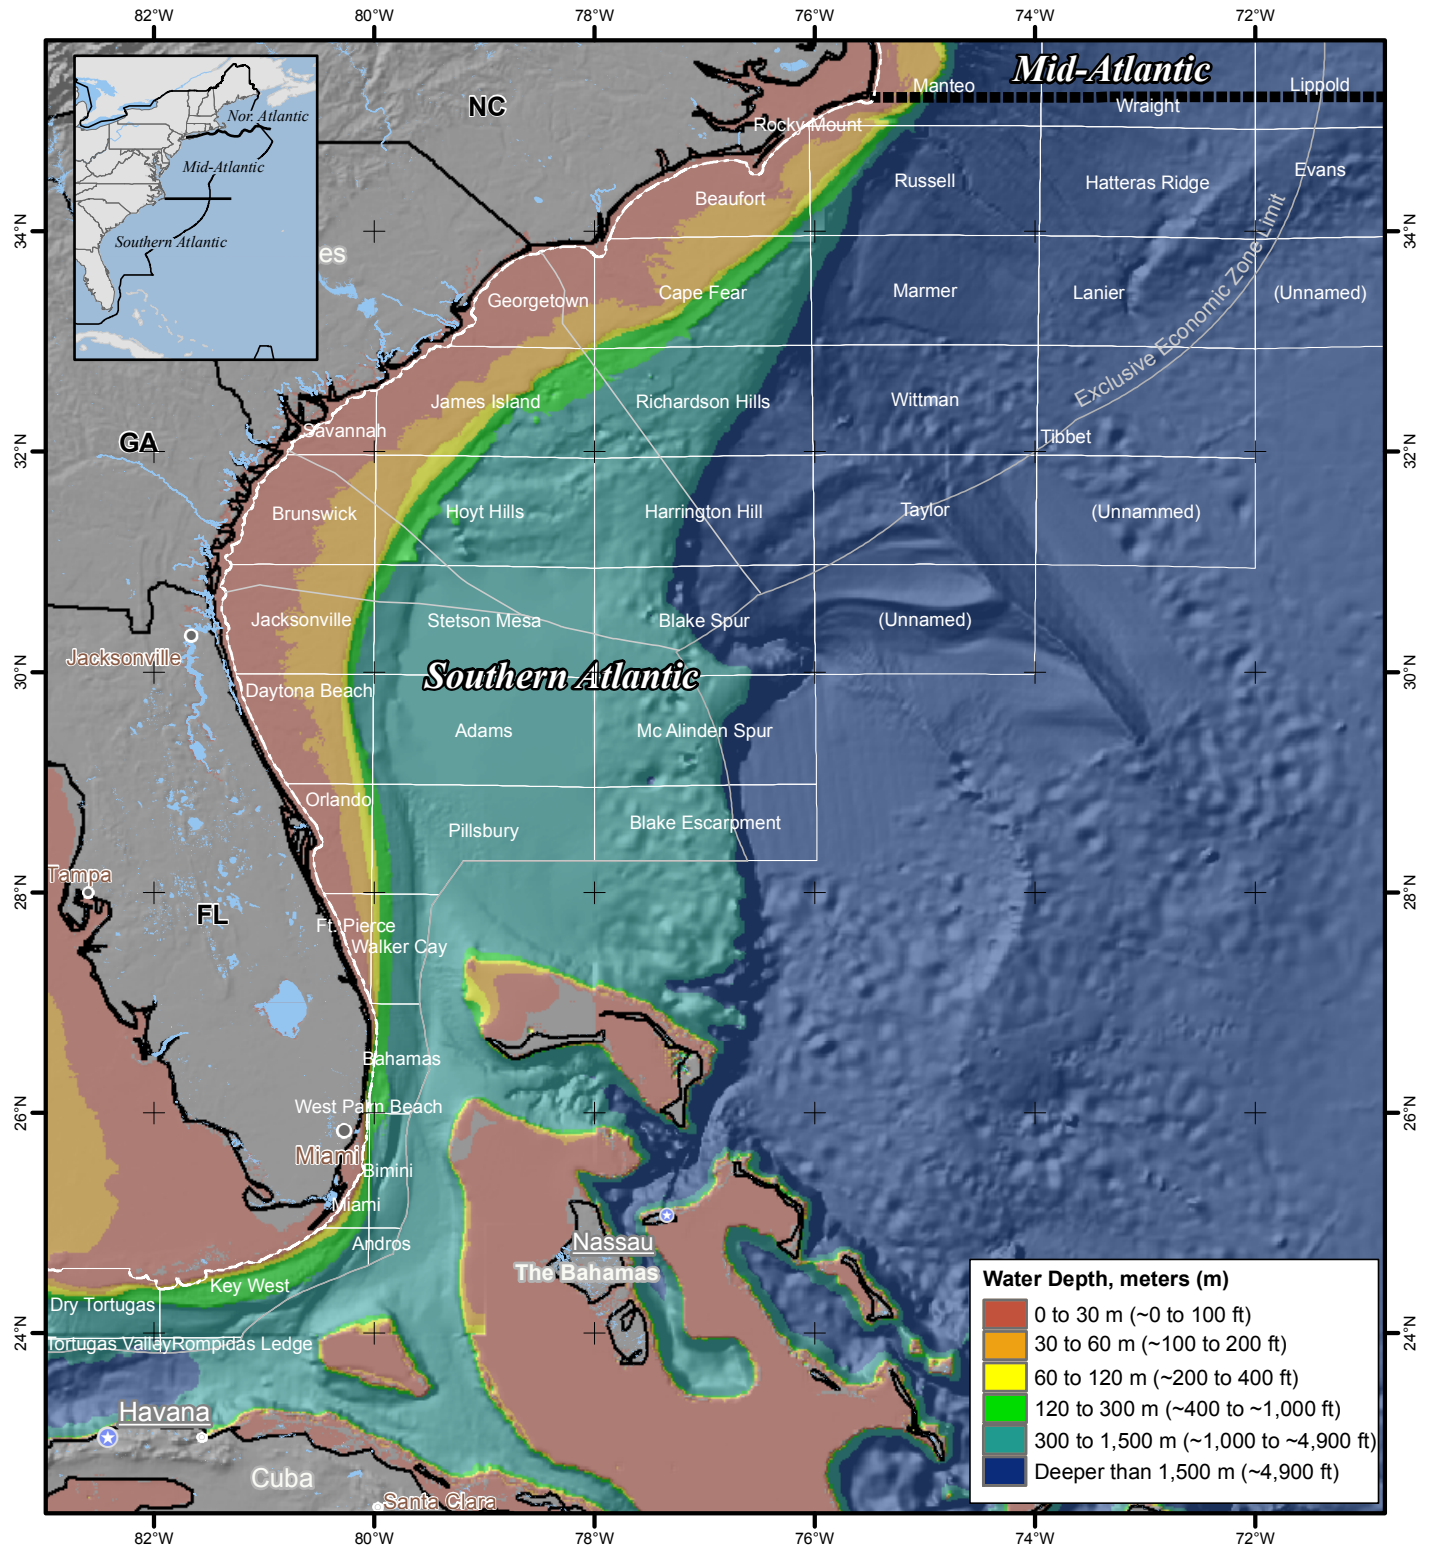 82°W 80°W 78°W 76°W 74°W 72°W
Mid-Atlantic
Manteo
Lippold
Wraight
NC
Nor. Atlantic
Mid-Atlantic
Southern Atlantic
Rocky Mount
Russell
Hatteras Ridge
Evans
Beaufort
34°N
34°N
es
Georgetown
Cape Fear
Marmer
Lanier
(Unnamed)
Exclusive Economic Zone Limit
James Island
Richardson Hills
Wittman
GA
Savannah
Tibbet
32°N
32°N
Brunswick
Hoyt Hills
Harrington Hill
Taylor
(Unnammed)
Jacksonville
Stetson Mesa
Blake Spur
(Unnamed)
Jacksonville
30°N
Southern Atlantic
30°N
Daytona Beach
Adams
Mc Alinden Spur
Orlando
Pillsbury
Blake Escarpment
Tampa
28°N
28°N
FL
Ft. Pierce
Walker Cay
Bahamas
West Palm Beach
26°N
26°N
Miami
Bimini
Miami
Andros
Nassau
The Bahamas
Key West
Dry Tortugas
24°N
24°N
Tortugas Vallay
Rompidas Ledge
Havana
Cuba
Santa Clara
Water Depth, meters (m)
0 to 30 m (~0 to 100 ft)
30 to 60 m (~100 to 200 ft)
60 to 120 m (~200 to 400 ft)
120 to 300 m (~400 to ~1,000 ft)
300 to 1,500 m (~1,000 to ~4,900 ft)
Deeper than 1,500 m (~4,900 ft)
82°W 80°W 78°W 76°W 74°W 72°W